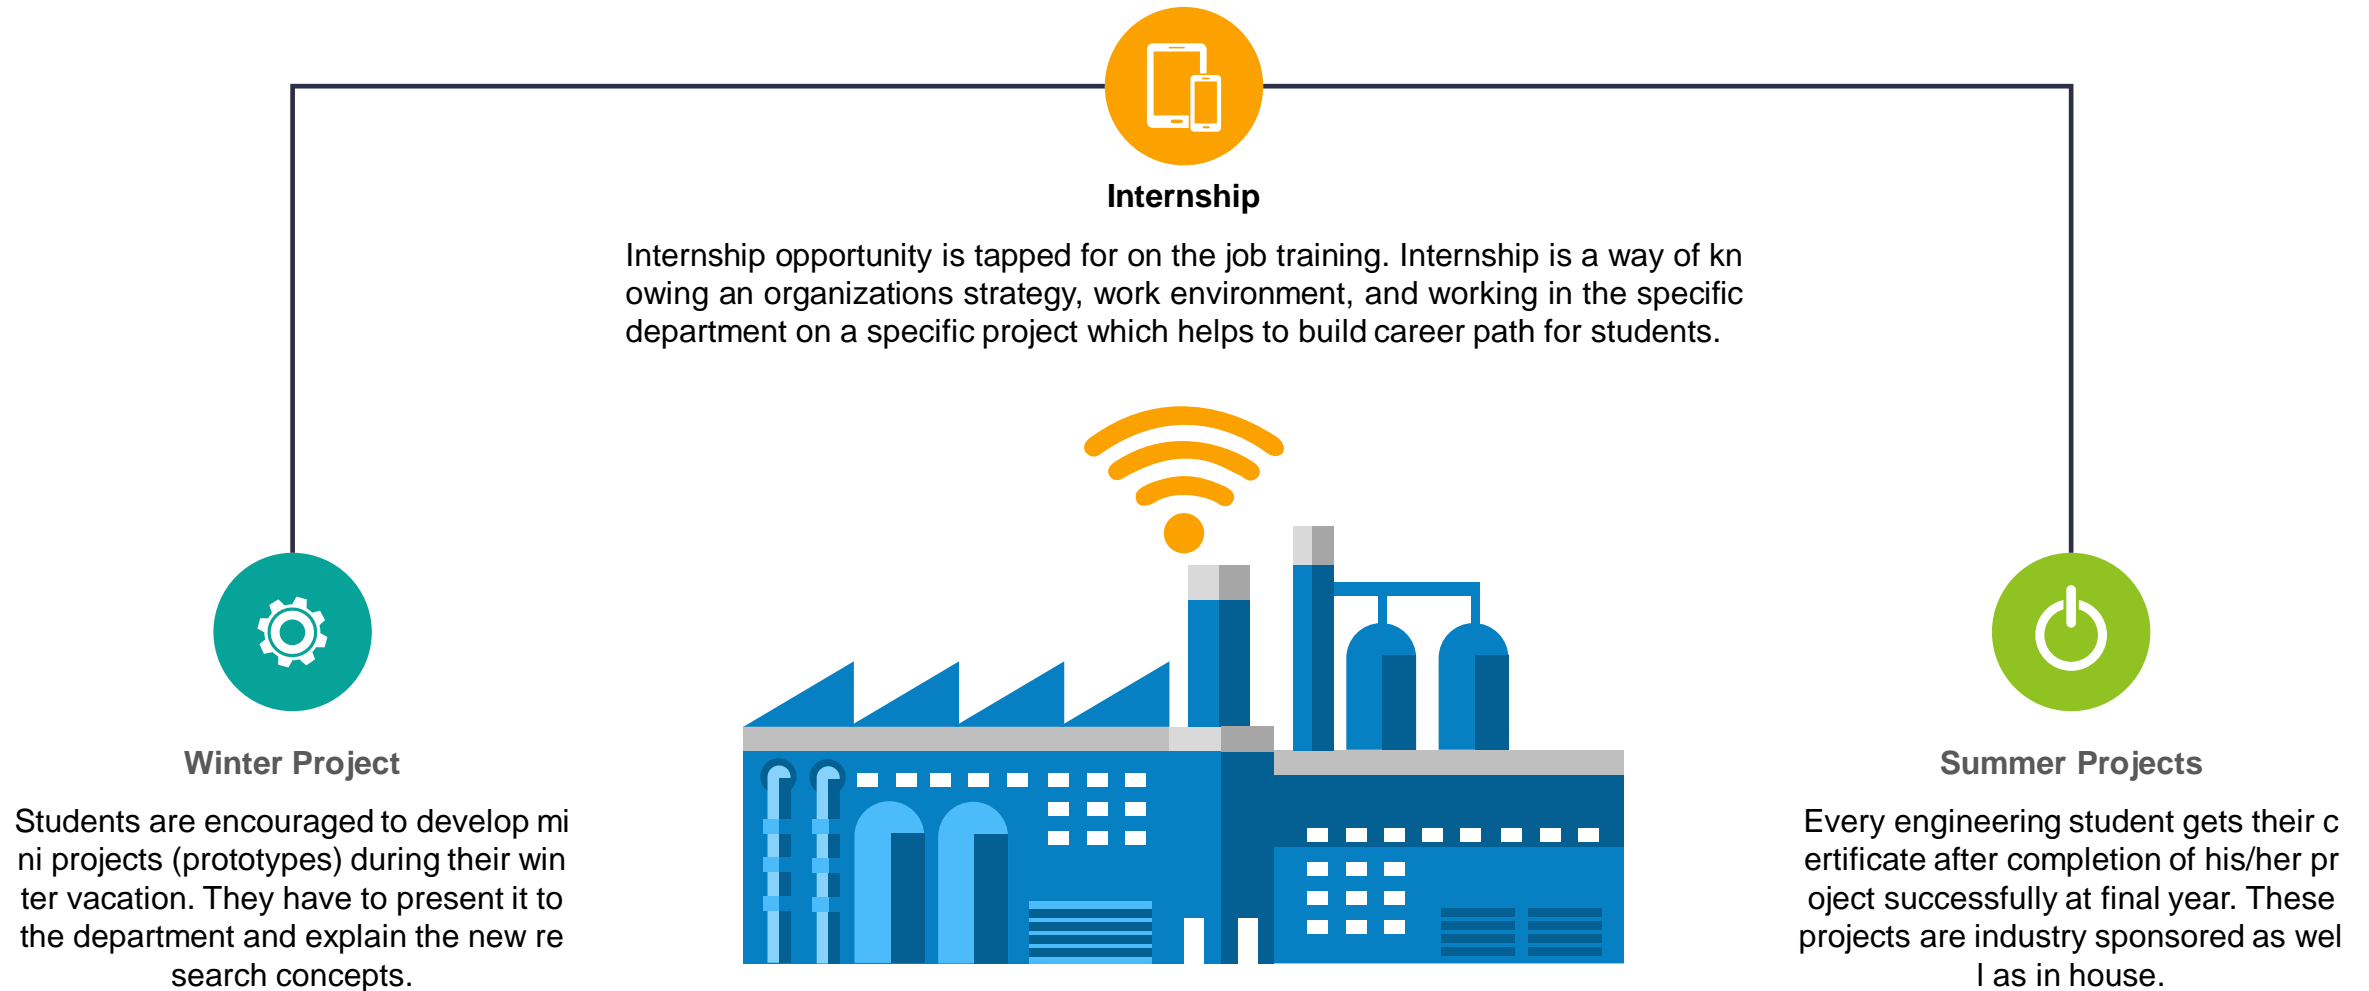 Internship
Internship opportunity is tapped for on the job training. Internship is a way of kn
owing an organizations strategy, work environment, and working in the specific
department on a specific project which helps to build career path for students.
Winter Project
Students are encouraged to develop mi
ni projects (prototypes) during their win
ter vacation. They have to present it to
the department and explain the new re
search concepts.
Summer Projects
Every engineering student gets their c
ertificate after completion of his/her pr
oject successfully at final year. These
projects are industry sponsored as wel
l as in house.